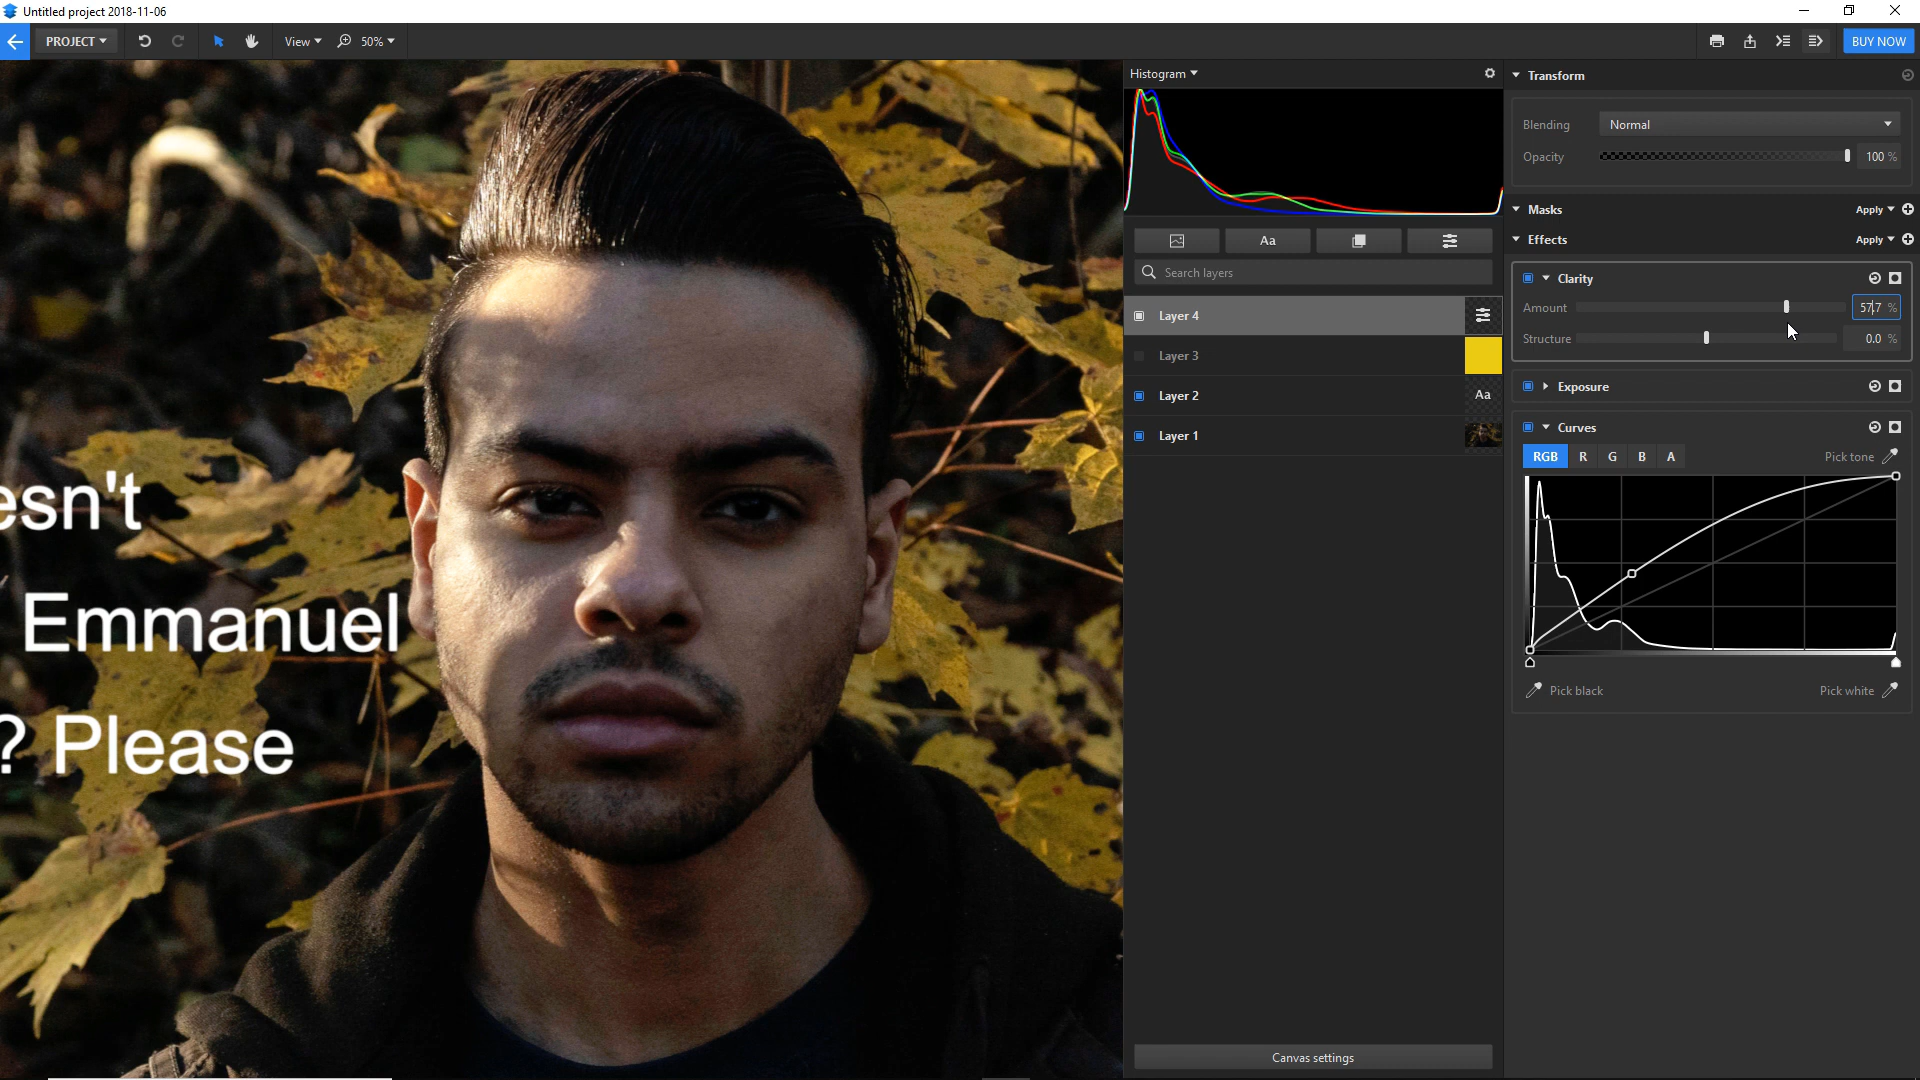 Untitled project 2018-11-06
PROJECT
View
50%
BUY NOW
esn't
Emmanuel
? Please
Histogram
Aa
Search layers
Layer 4
Layer 3
Layer 2
Aa
Layer 1
Canvas settings
Transform
Blending
Normal
Opacity
100 %
Masks
Apply
Effects
Apply
Clarity
Amount
57.7 %
Structure
0.0 %
Exposure
Curves
RGB R G B A
Pick tone
Pick black
Pick white